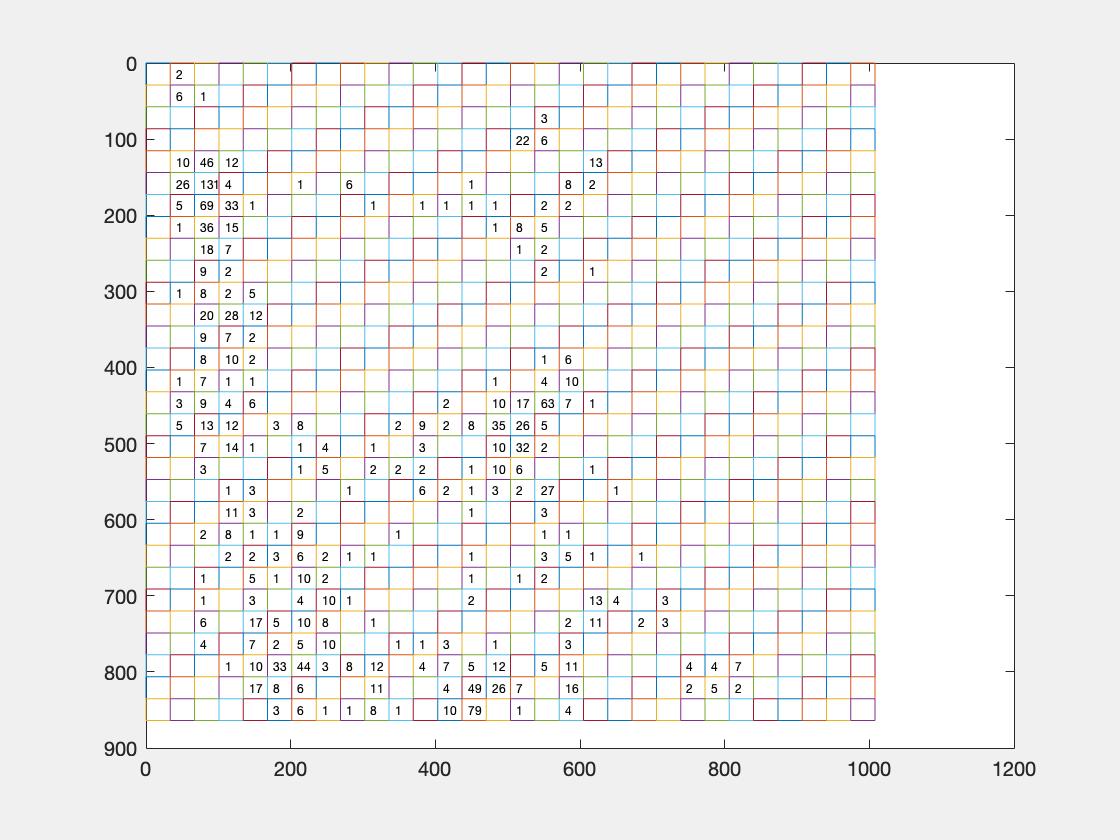 0
2
6 1
3
100 22 6
10 46 12 13
26 131 4 1 6 1 8 2
5 69 33 1 1 1 1 1 1 2 2
200
1 36 15 1 8 5
18 7 1 2
9 2 2 1
300 1 8 2 5
20 28 12
9 7 2
8 10 2 1 6
400
1 7 1 1 1 4 10
3 9 4 6 2 10 17 63 7 1
5 13 12 3 8 2 9 2 8 35 26 5
500 7 14 1 1 4 1 3 10 32 2
3 1 5 2 2 2 1 10 6 1
1 3 1 6 2 1 3 2 27 1
11 3 2 1 3
600
2 8 1 1 9 1 1 1
2 2 3 6 2 1 1 1 3 5 1 1
1 5 1 10 2 1 1 2
700 1 3 4 10 1 2 13 4 3
6 17 5 10 8 1 2 11 2 3
4 7 2 5 10 1 1 3 1 3
1 10 33 44 3 8 12 4 7 5 12 5 11 4 4 7
800
17 8 6 11 4 49 26 7 16 2 5 2
3 6 1 1 8 1 10 79 1 4
900
0 200 400 600 800 1000 1200